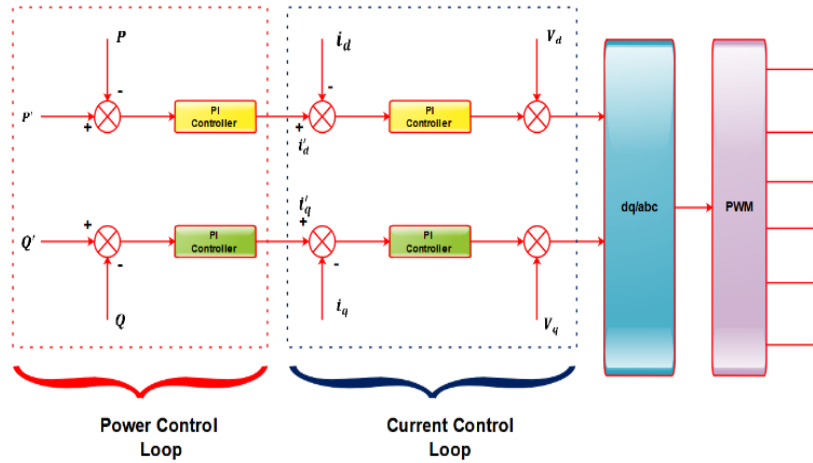 P
i_d
V_d
-
-
P'
+
PI
Controller
+
i'_d
PI
Controller
dq/abc
PWM
i'_q
+
+
Q'
PI
Controller
PI
Controller
-
-
Q
i_q
V_q
Power Control
Loop
Current Control
Loop